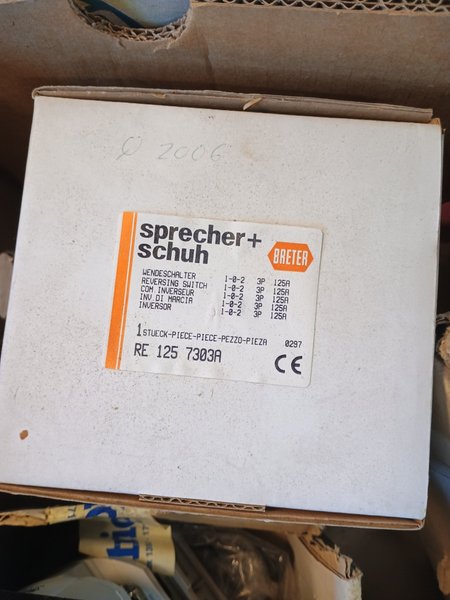 2006
sprecher+
schuh
BRETER
WENDESCHALTER 1-0-2 3P 125A
REVERSING SWITCH 1-0-2 3P 125A
COM.INVERSEUR 1-0-2 3P 125A
INV.DI MARCIA 1-0-2 3P 125A
INVERSOR 1-0-2 3P 125A
1 STUECK-PIECE-PIECE-PEZZO-PIEZA 0297
RE 125 7303A
CE